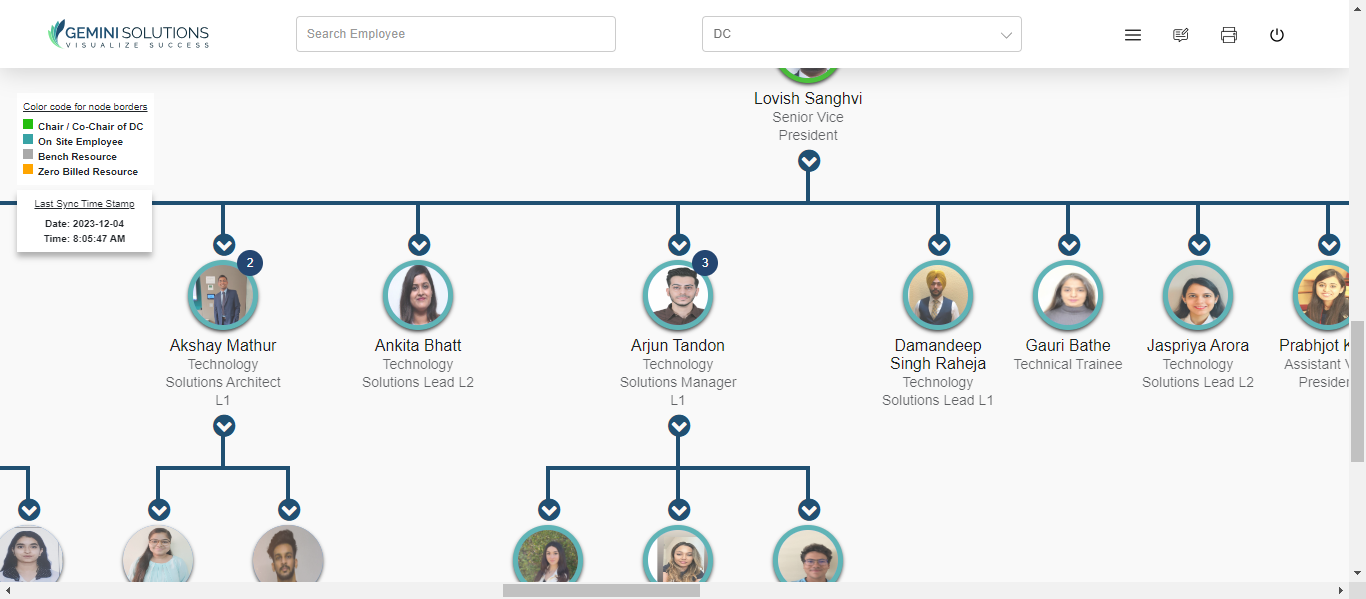 GEMINI SOLUTIONS
VISUALIZE SUCCESS
Search Employee
DC
Color code for node borders
Chair / Co-Chair of DC
On Site Employee
Bench Resource
Zero Billed Resource
Last Sync Time Stamp
Date: 2023-12-04
Time: 8:05:47 AM
Lovish Sanghvi
Senior Vice
President
2
Akshay Mathur
Technology
Solutions Architect
L1
Ankita Bhatt
Technology
Solutions Lead L2
3
Arjun Tandon
Technology
Solutions Manager
L1
Damandeep
Singh Raheja
Technology
Solutions Lead L1
Gauri Bathe
Technical Trainee
Jaspriya Arora
Technology
Solutions Lead L2
Prabhjot K
Assistant V
Presiden